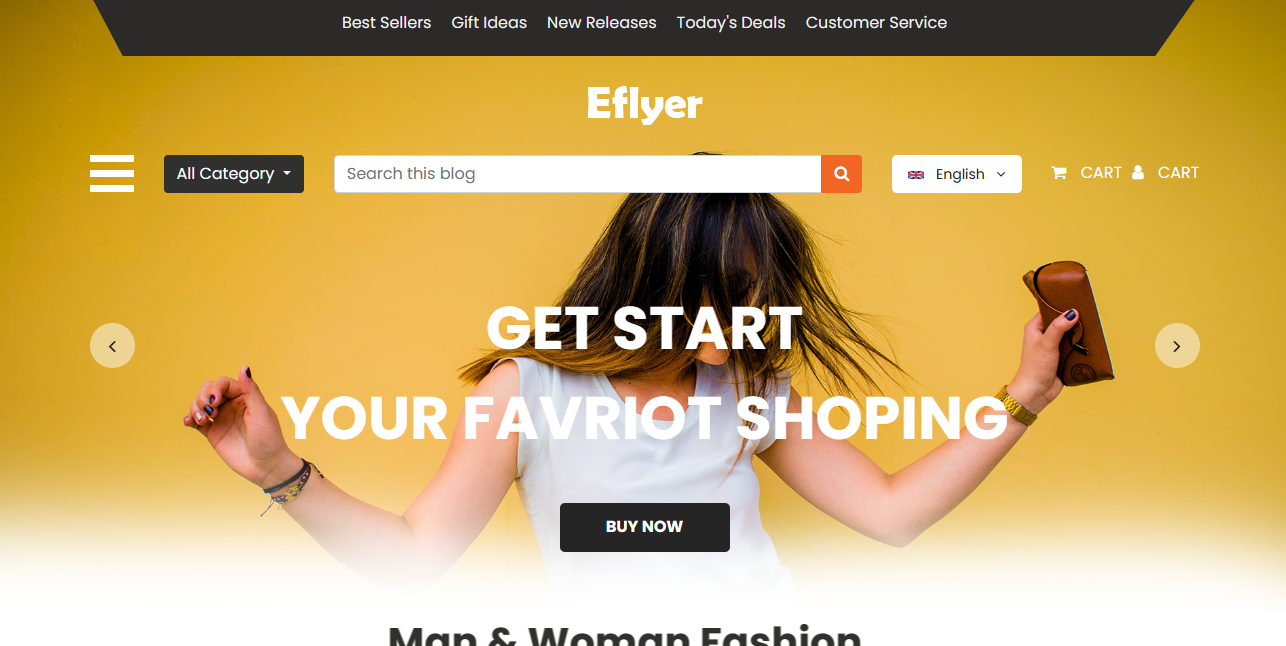 Best Sellers Gift Ideas New Releases Today's Deals Customer Service
Eflyer
All Category Search this blog English CART CART
GET START
YOUR FAVRIOT SHOPING
BUY NOW
Man & Woman Fashion